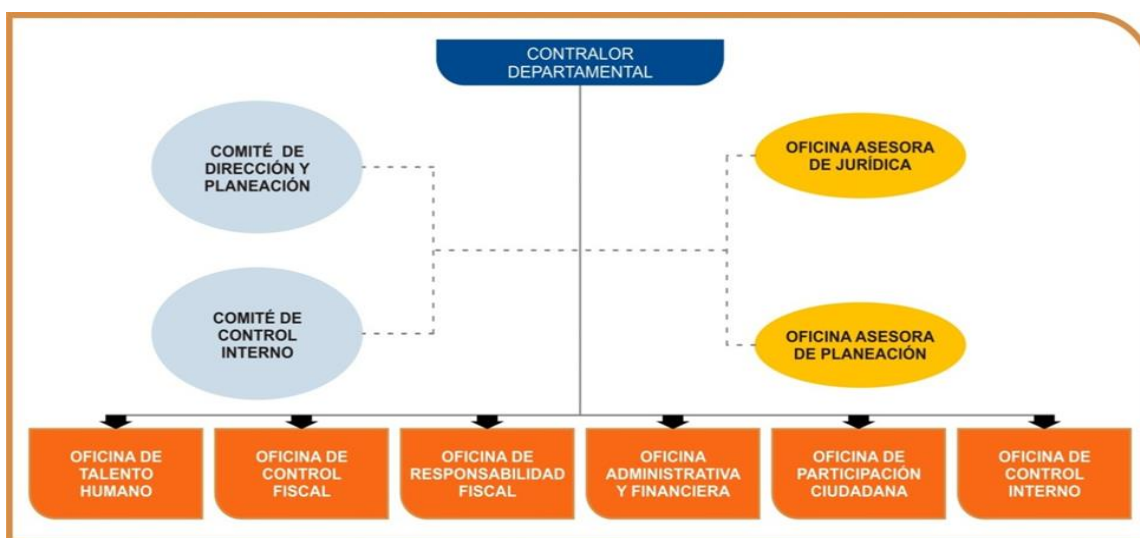 CONTRALOR
DEPARTAMENTAL
COMITÉ DE
DIRECCIÓN Y
PLANEACIÓN
OFICINA ASESORA
DE JURÍDICA
COMITÉ DE
CONTROL
INTERNO
OFICINA ASESORA
DE PLANEACIÓN
OFICINA DE
TALENTO
HUMANO
OFICINA DE
CONTROL
FISCAL
OFICINA DE
RESPONSABILIDAD
FISCAL
OFICINA
ADMINISTRATIVA
Y FINANCIERA
OFICINA DE
PARTICIPACIÓN
CIUDADANA
OFICINA DE
CONTROL
INTERNO